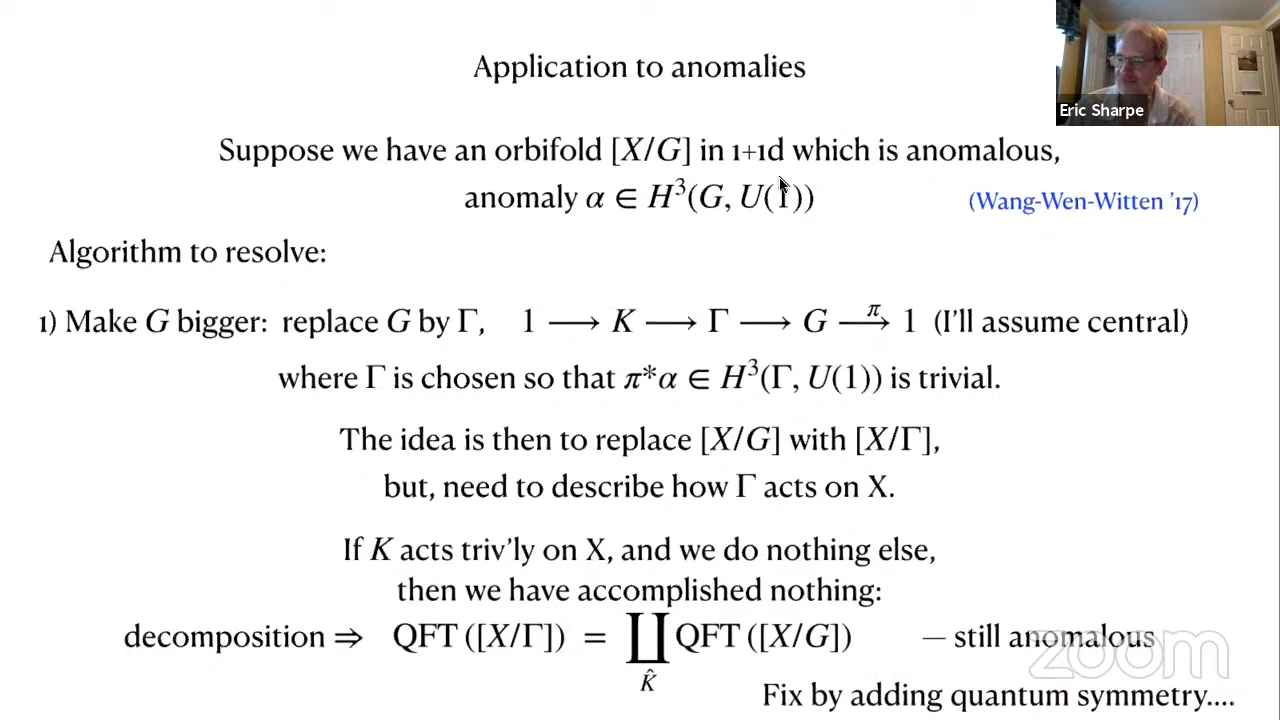 Application to anomalies
Eric Sharpe
Suppose we have an orbifold [X/G] in 1+1d which is anomalous,
anomaly α ∈ H³(G, U(1))
(Wang-Wen-Witten ’17)
Algorithm to resolve:
1) Make G bigger: replace G by Γ, 1 ⟶ K ⟶ Γ ⟶ G ⟶^π 1 (I’ll assume central)
where Γ is chosen so that π*α ∈ H³(Γ, U(1)) is trivial.
The idea is then to replace [X/G] with [X/Γ],
but, need to describe how Γ acts on X.
If K acts triv’ly on X, and we do nothing else,
then we have accomplished nothing:
decomposition ⇒ QFT ([X/Γ]) = ∐_K̂ QFT ([X/G]) – still anomalous
zoom
Fix by adding quantum symmetry....